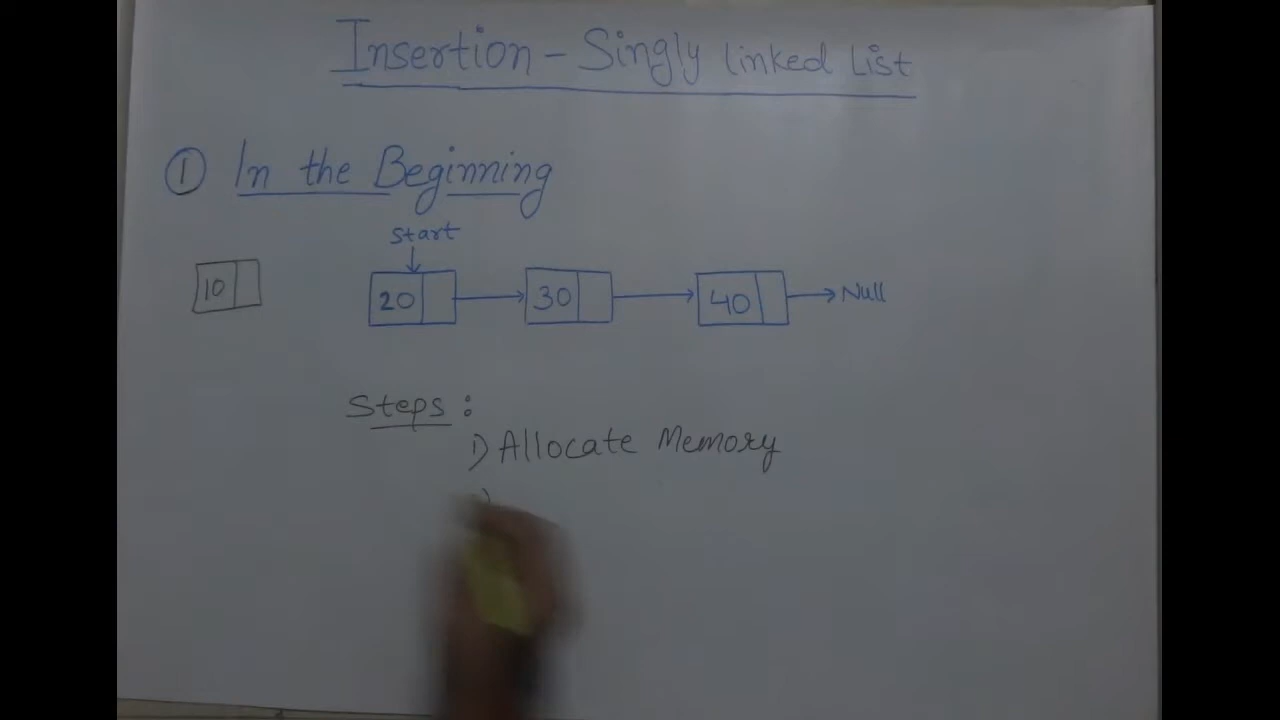 Insertion - Singly Linked List
① In the Beginning
Start
10 20 30 40 Null
Steps :
1) Allocate Memory
)